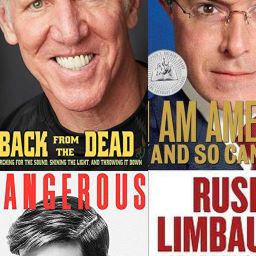 BACK FROM THE DEAD
RCHING FOR THE SOUND, SHINING THE LIGHT, AND THROWING IT DOWN
I AM AME
AND SO CAN
ANGEROUS
RUS
LIMBAU